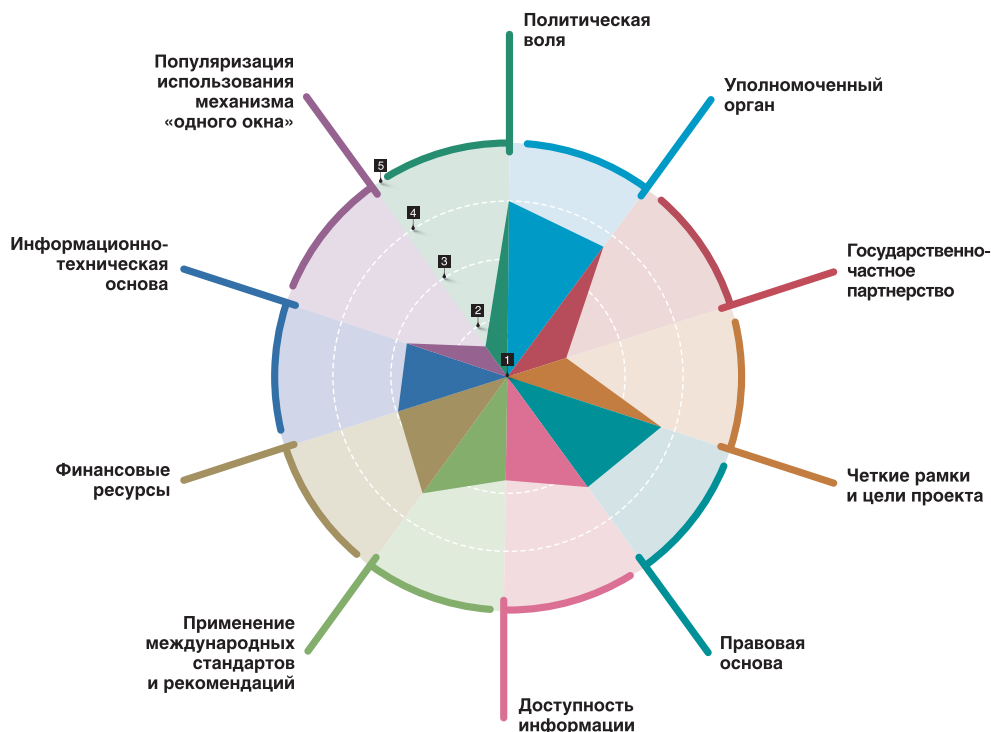 Политическая
воля
Уполномоченный
орган
Государственно-
частное
партнерство
Четкие рамки
и цели проекта
Правовая
основа
Доступность
информации
Применение
международных
стандартов
и рекомендаций
Финансовые
ресурсы
Информационно-
техническая
основа
Популяризация
использования
механизма
«одного окна»
5
4
3
2
1